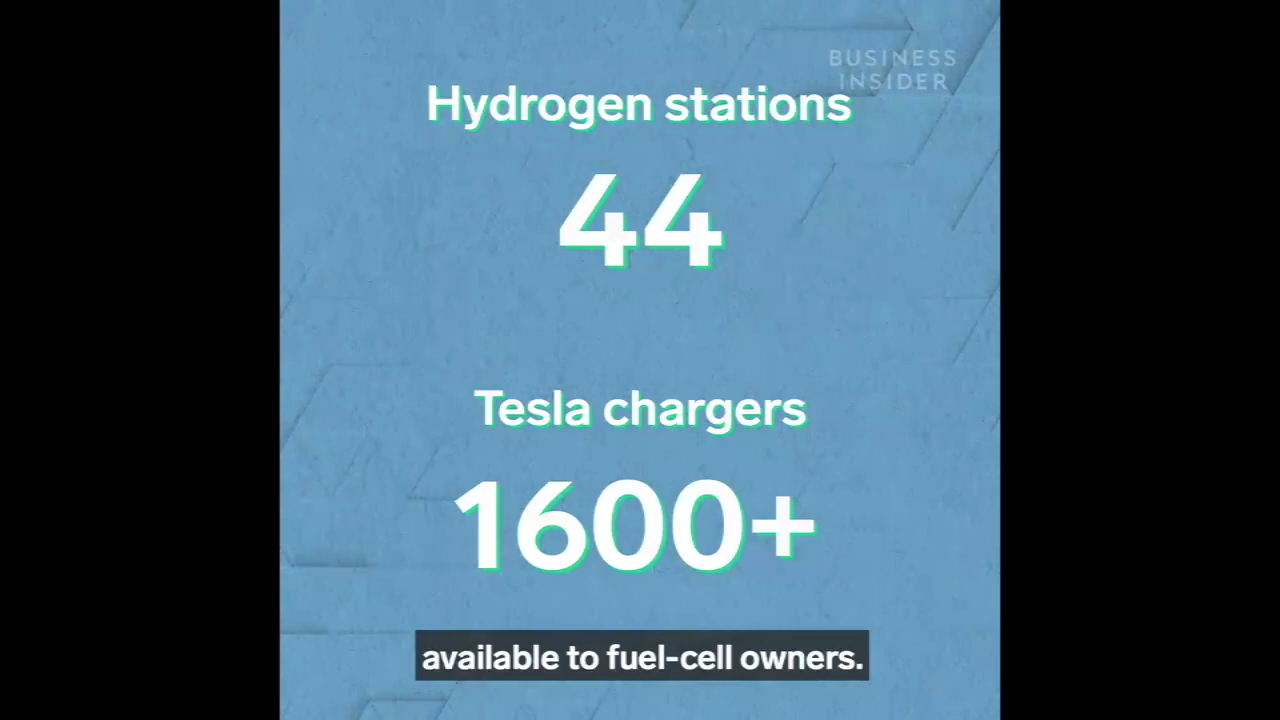 BUSINESS
INSIDER
Hydrogen stations
44
Tesla chargers
1600+
available to fuel-cell owners.